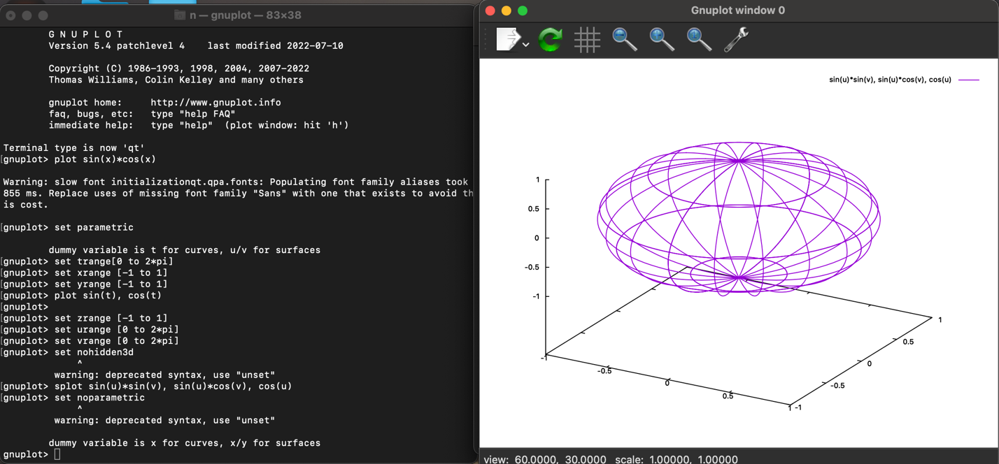 n — gnuplot — 83×38
G N U P L O T
Version 5.4 patchlevel 4    last modified 2022-07-10
Copyright (C) 1986-1993, 1998, 2004, 2007-2022
Thomas Williams, Colin Kelley and many others
gnuplot home:     http://www.gnuplot.info
faq, bugs, etc:   type "help FAQ"
immediate help:   type "help"  (plot window: hit 'h')
Terminal type is now 'qt'
[gnuplot> plot sin(x)*cos(x)
Warning: slow font initializationqt.qpa.fonts: Populating font family aliases took
855 ms. Replace uses of missing font family "Sans" with one that exists to avoid th
is cost.
[gnuplot> set parametric
dummy variable is t for curves, u/v for surfaces
[gnuplot> set trange[0 to 2*pi]
[gnuplot> set xrange [-1 to 1]
[gnuplot> set yrange [-1 to 1]
[gnuplot> plot sin(t), cos(t)
[gnuplot>
[gnuplot> set zrange [-1 to 1]
[gnuplot> set urange [0 to 2*pi]
[gnuplot> set vrange [0 to 2*pi]
[gnuplot> set nohidden3d
^
warning: deprecated syntax, use "unset"
[gnuplot> splot sin(u)*sin(v), sin(u)*cos(v), cos(u)
[gnuplot> set noparametric
^
warning: deprecated syntax, use "unset"
dummy variable is x for curves, x/y for surfaces
gnuplot>
Gnuplot window 0
sin(u)*sin(v), sin(u)*cos(v), cos(u)
1
0.5
0
-0.5
-1
-1
-0.5
0
0.5
1
-1
-0.5
0
0.5
1
view:  60.0000,  30.0000   scale:  1.00000,  1.00000